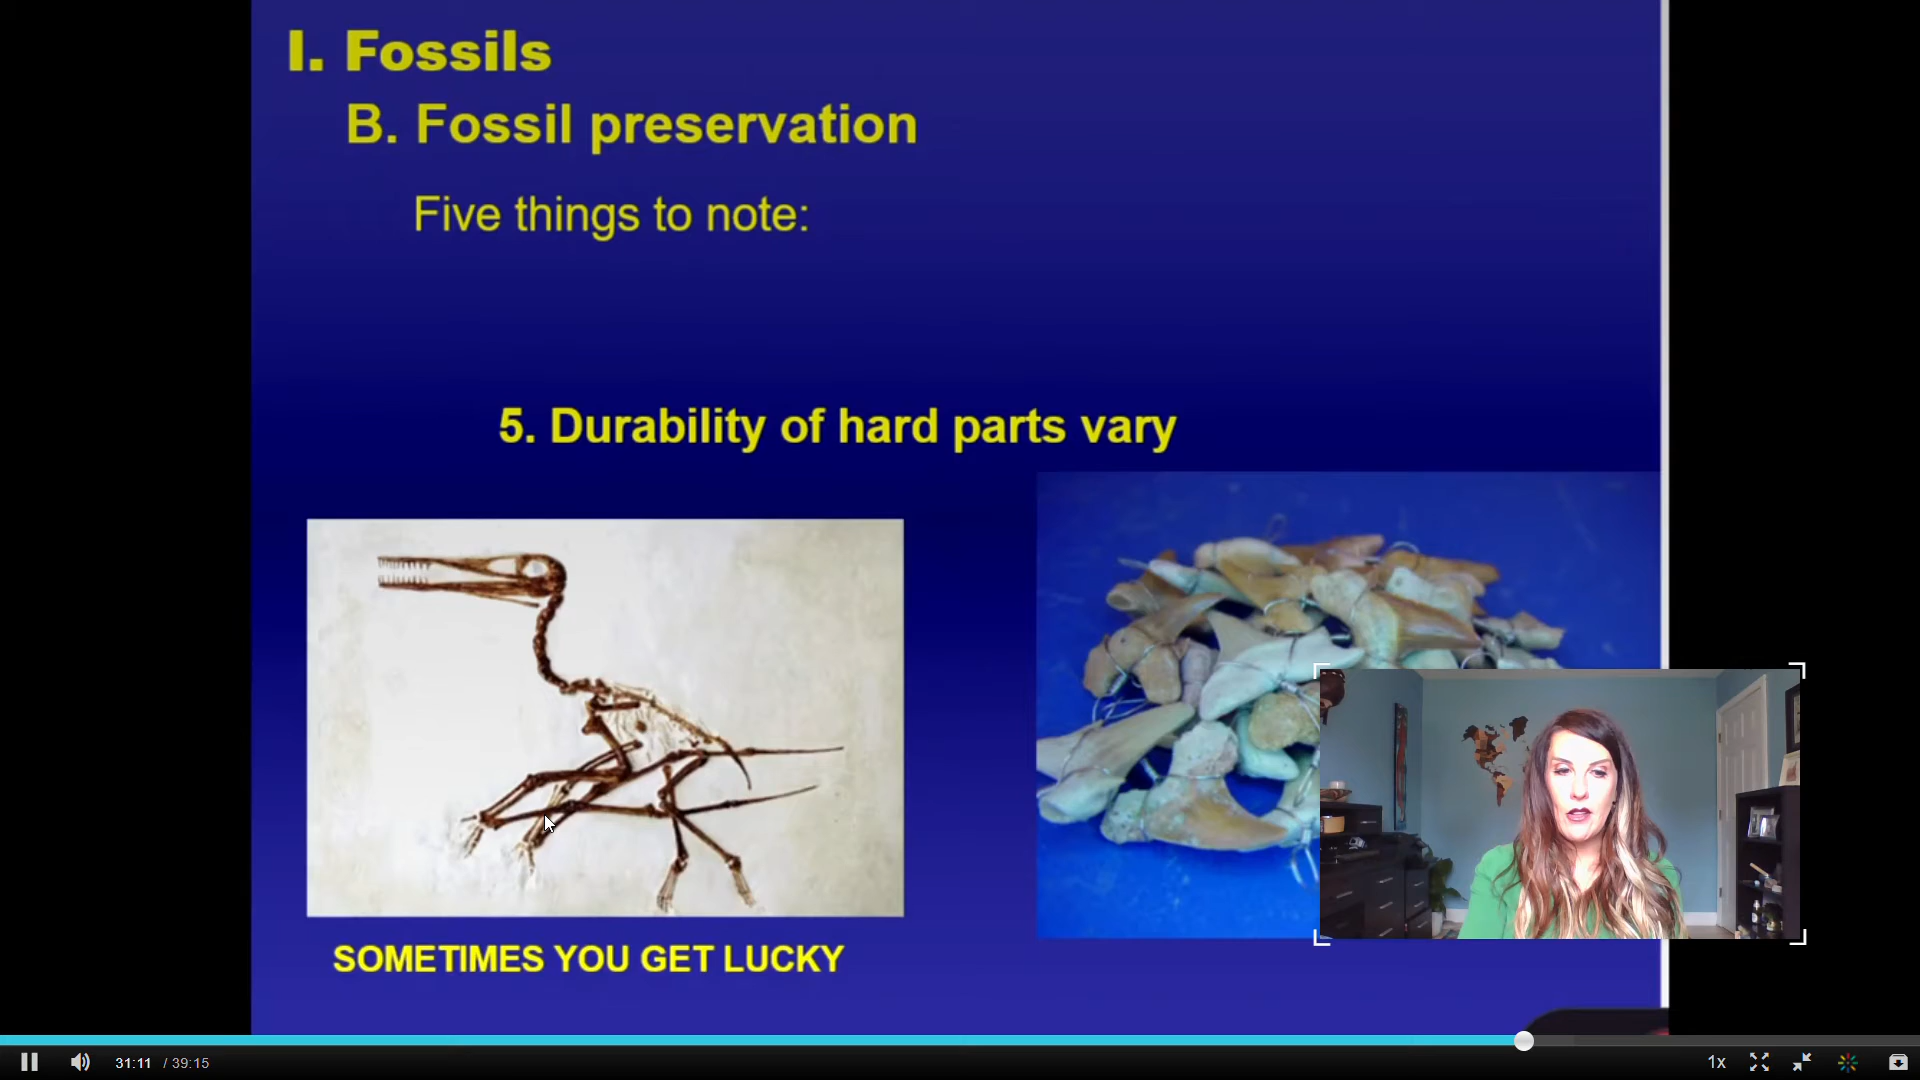 I. Fossils
B. Fossil preservation
Five things to note:
5. Durability of hard parts vary
SOMETIMES YOU GET LUCKY
31:11 / 39:15
1x